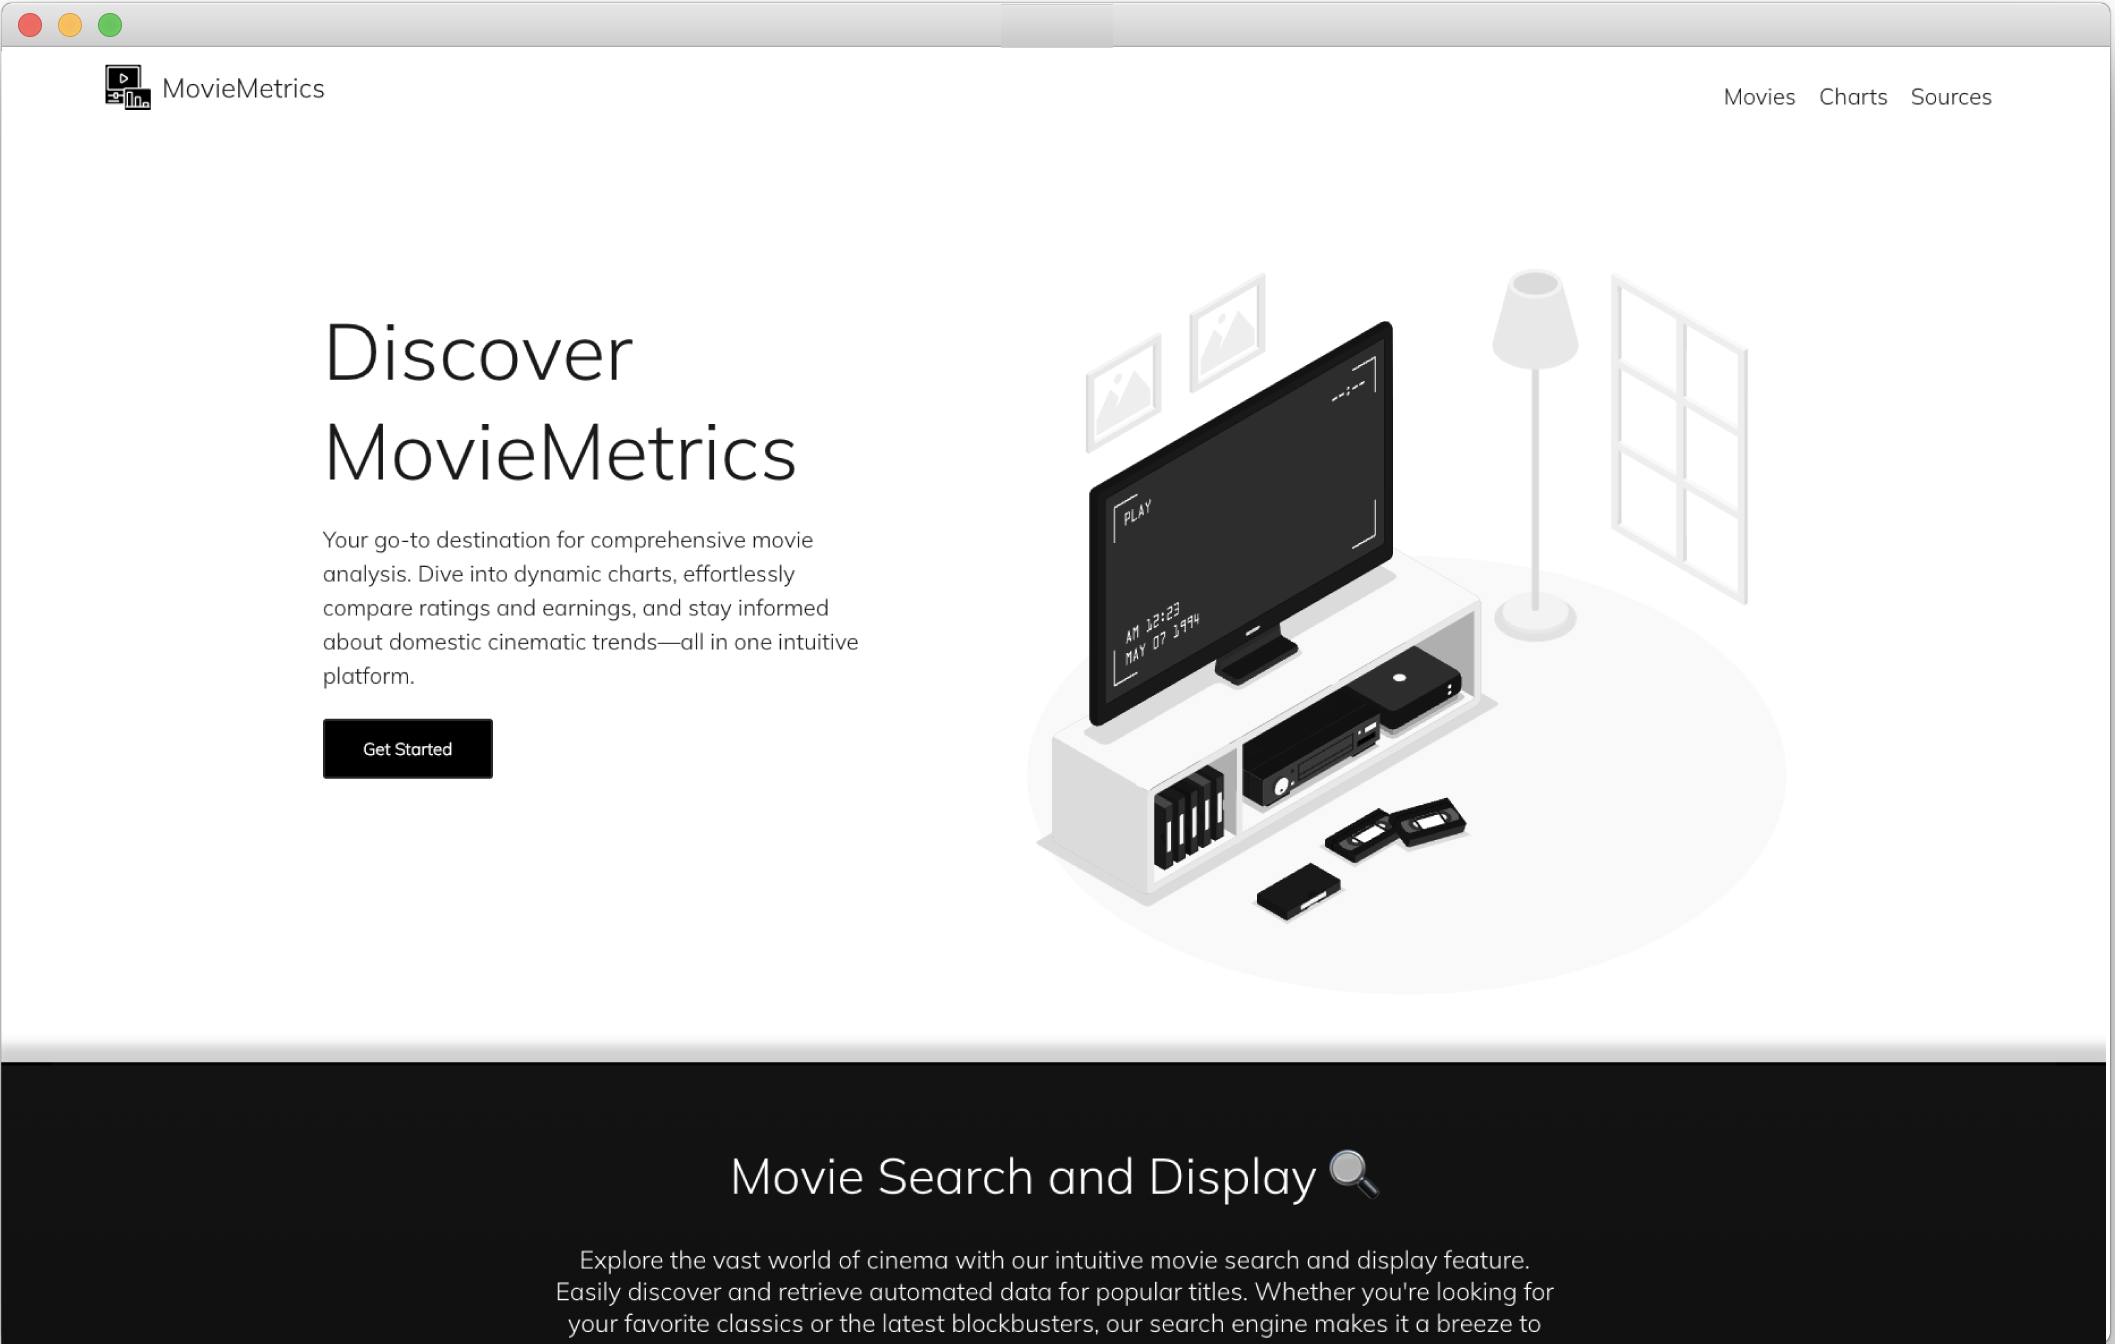 MovieMetrics
Movies Charts Sources
Discover
MovieMetrics
Your go-to destination for comprehensive movie
analysis. Dive into dynamic charts, effortlessly
compare ratings and earnings, and stay informed
about domestic cinematic trends—all in one intuitive
platform.
Get Started
--:--
PLAY
AM 12:23
MAY 07 1994
Movie Search and Display
Explore the vast world of cinema with our intuitive movie search and display feature.
Easily discover and retrieve automated data for popular titles. Whether you're looking for
your favorite classics or the latest blockbusters, our search engine makes it a breeze to